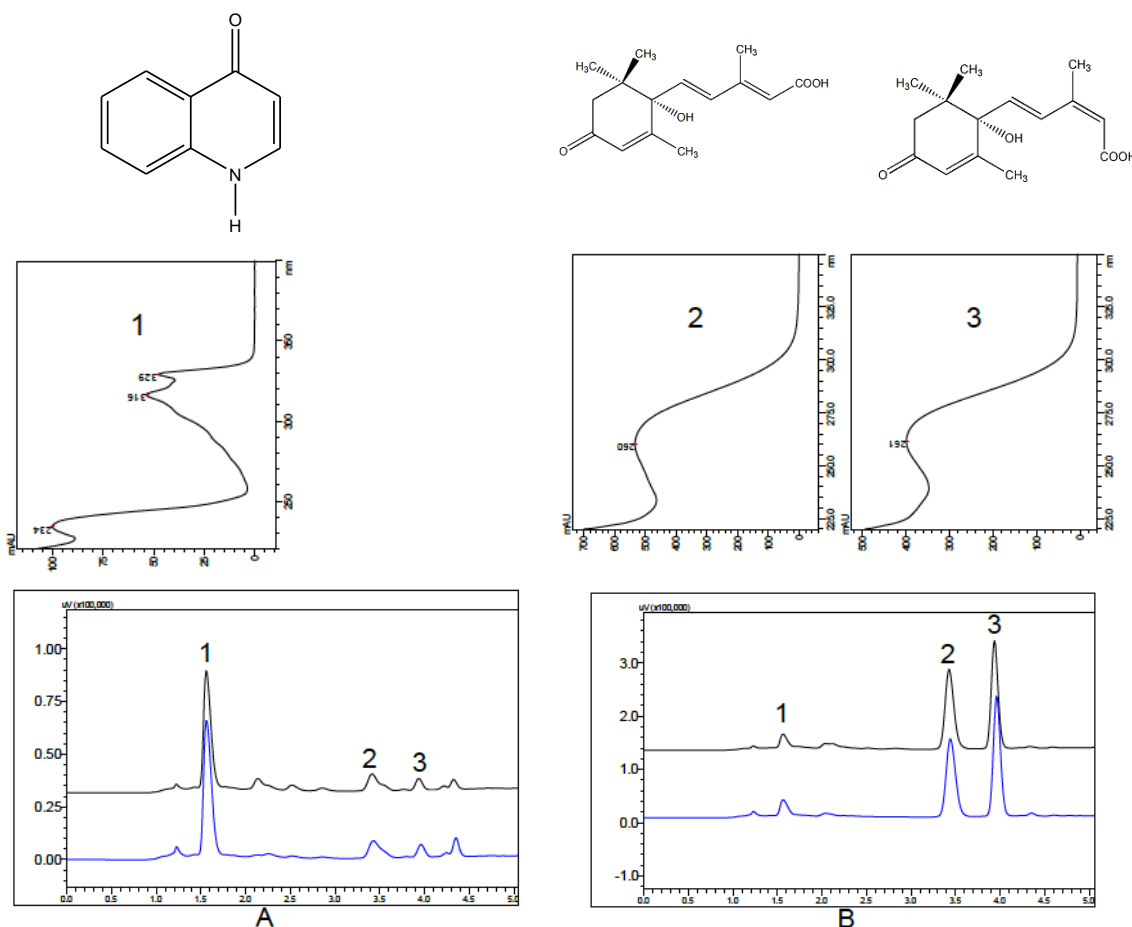 O
N
H
H₃C
CH₃
CH₃
COOH
OH
O
CH₃
H₃C
CH₃
CH₃
OH
COOH
O
CH₃
1
nm
350
300
250
329
316
234
mAU
100
75
50
25
0
2
nm
325.0
300.0
275.0
250.0
225.0
260
mAU
700
600
500
400
300
200
100
0
3
nm
325.0
300.0
275.0
250.0
225.0
261
mAU
500
400
300
200
100
0
uV (x100,000)
1.00
0.75
0.50
0.25
0.00
1
2
3
0.0 0.5 1.0 1.5 2.0 2.5 3.0 3.5 4.0 4.5 5.0
A
uV (x100,000)
3.0
2.0
1.0
0.0
-1.0
1
2
3
0.0 0.5 1.0 1.5 2.0 2.5 3.0 3.5 4.0 4.5 5.0
B